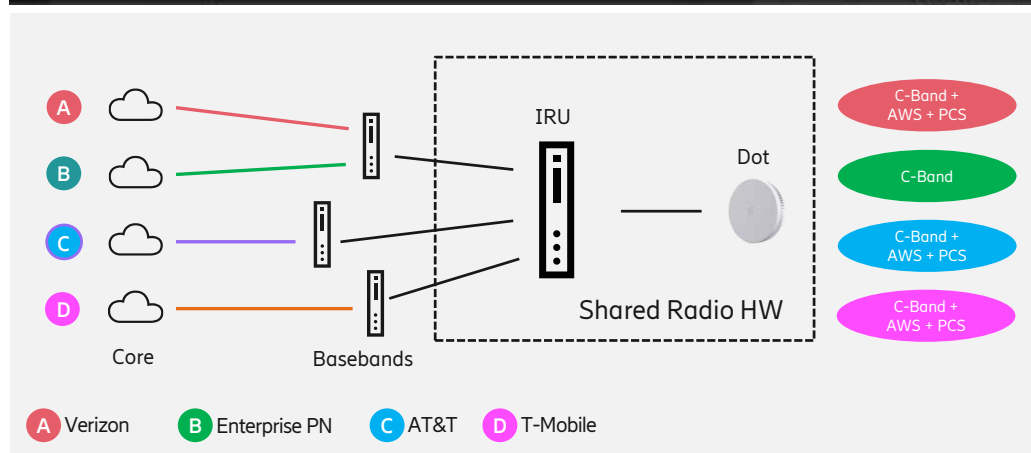 A
B
C
D
Core
Basebands
IRU
Dot
Shared Radio HW
C-Band +
AWS + PCS
C-Band
C-Band +
AWS + PCS
C-Band +
AWS + PCS
A Verizon
B Enterprise PN
C AT&T
D T-Mobile